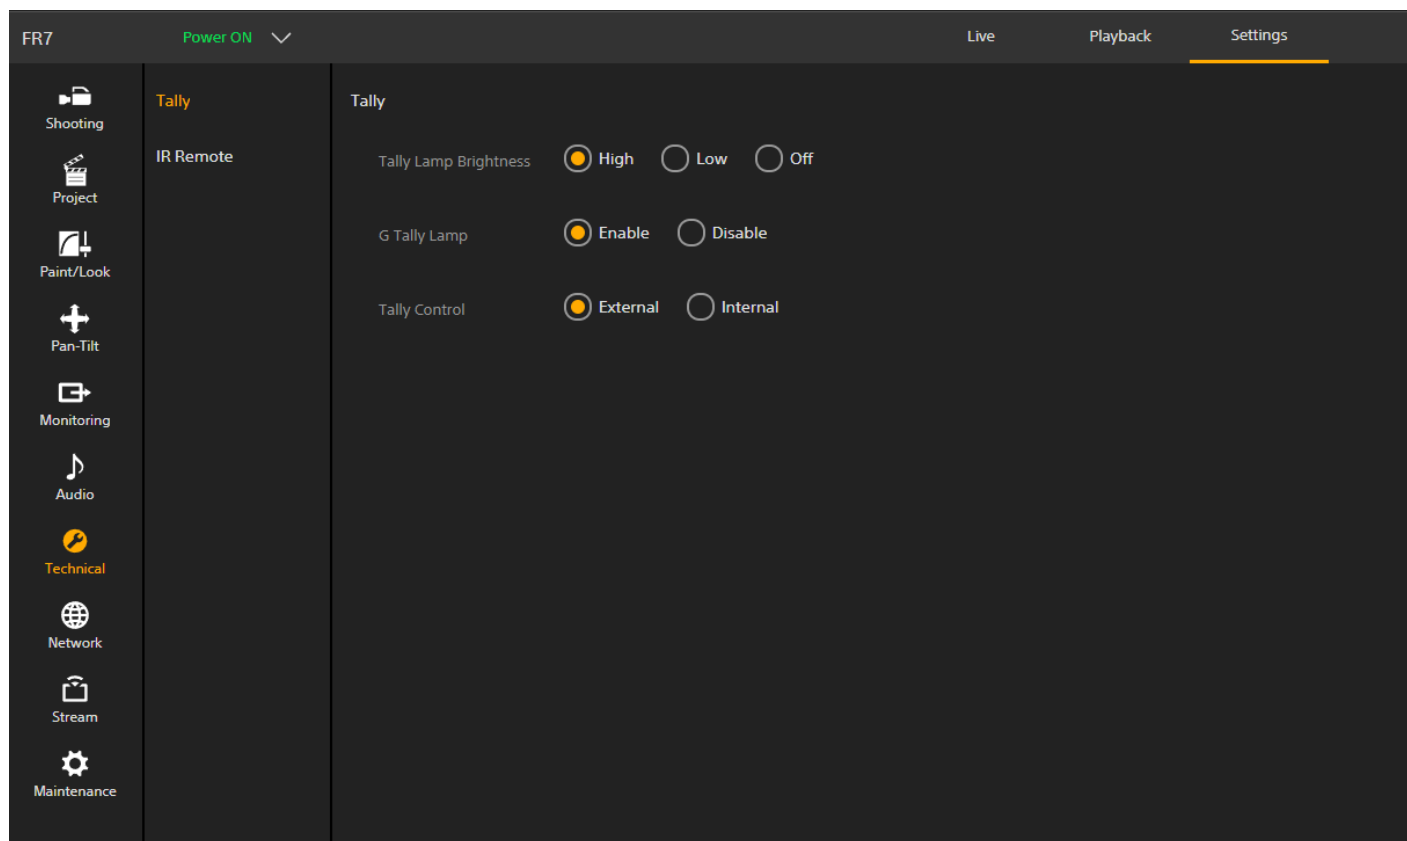 FR7 Power ON Live Playback Settings
Shooting
Project
Paint/Look
Pan-Tilt
Monitoring
Audio
Technical
Network
Stream
Maintenance
Tally
IR Remote
Tally
Tally Lamp Brightness High Low Off
G Tally Lamp Enable Disable
Tally Control External Internal